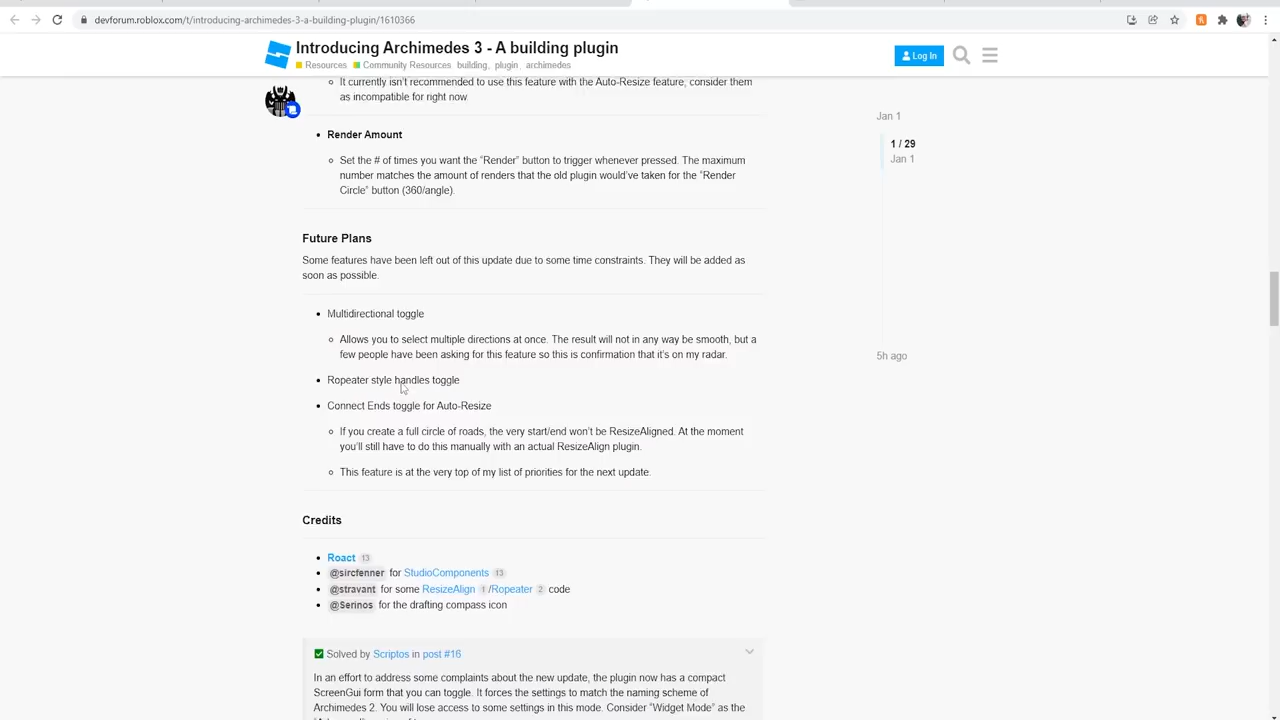 devforum.roblox.com/t/introducing-archimedes-3-a-building-plugin/1610366
Introducing Archimedes 3 - A building plugin
Resources Community Resources building, plugin, archimedes
Log In
It currently isn't recommended to use this feature with the Auto-Resize feature, consider them
as incompatible for right now
Jan 1
1 / 29
Jan 1
5h ago
Render Amount
Set the # of times you want the "Render" button to trigger whenever pressed. The maximum
number matches the amount of renders that the old plugin would've taken for the "Render
Circle" button (360/angle).
Future Plans
Some features have been left out of this update due to some time constraints. They will be added as
soon as possible.
Multidirectional toggle
Allows you to select multiple directions at once. The result will not in any way be smooth, but a
few people have been asking for this feature so this is confirmation that it's on my radar.
Ropeater style handles toggle
Connect Ends toggle for Auto-Resize
If you create a full circle of roads, the very start/end won't be ResizeAligned. At the moment
you'll still have to do this manually with an actual ResizeAlign plugin.
This feature is at the very top of my list of priorities for the next update.
Credits
Roact 13
@sircfenner for StudioComponents 13
@stravant for some ResizeAlign 1 /Ropeater 2 code
@Serinos for the drafting compass icon
Solved by Scriptos in post #16
In an effort to address some complaints about the new update, the plugin now has a compact
ScreenGui form that you can toggle. It forces the settings to match the naming scheme of
Archimedes 2. You will lose access to some settings in this mode. Consider "Widget Mode" as the